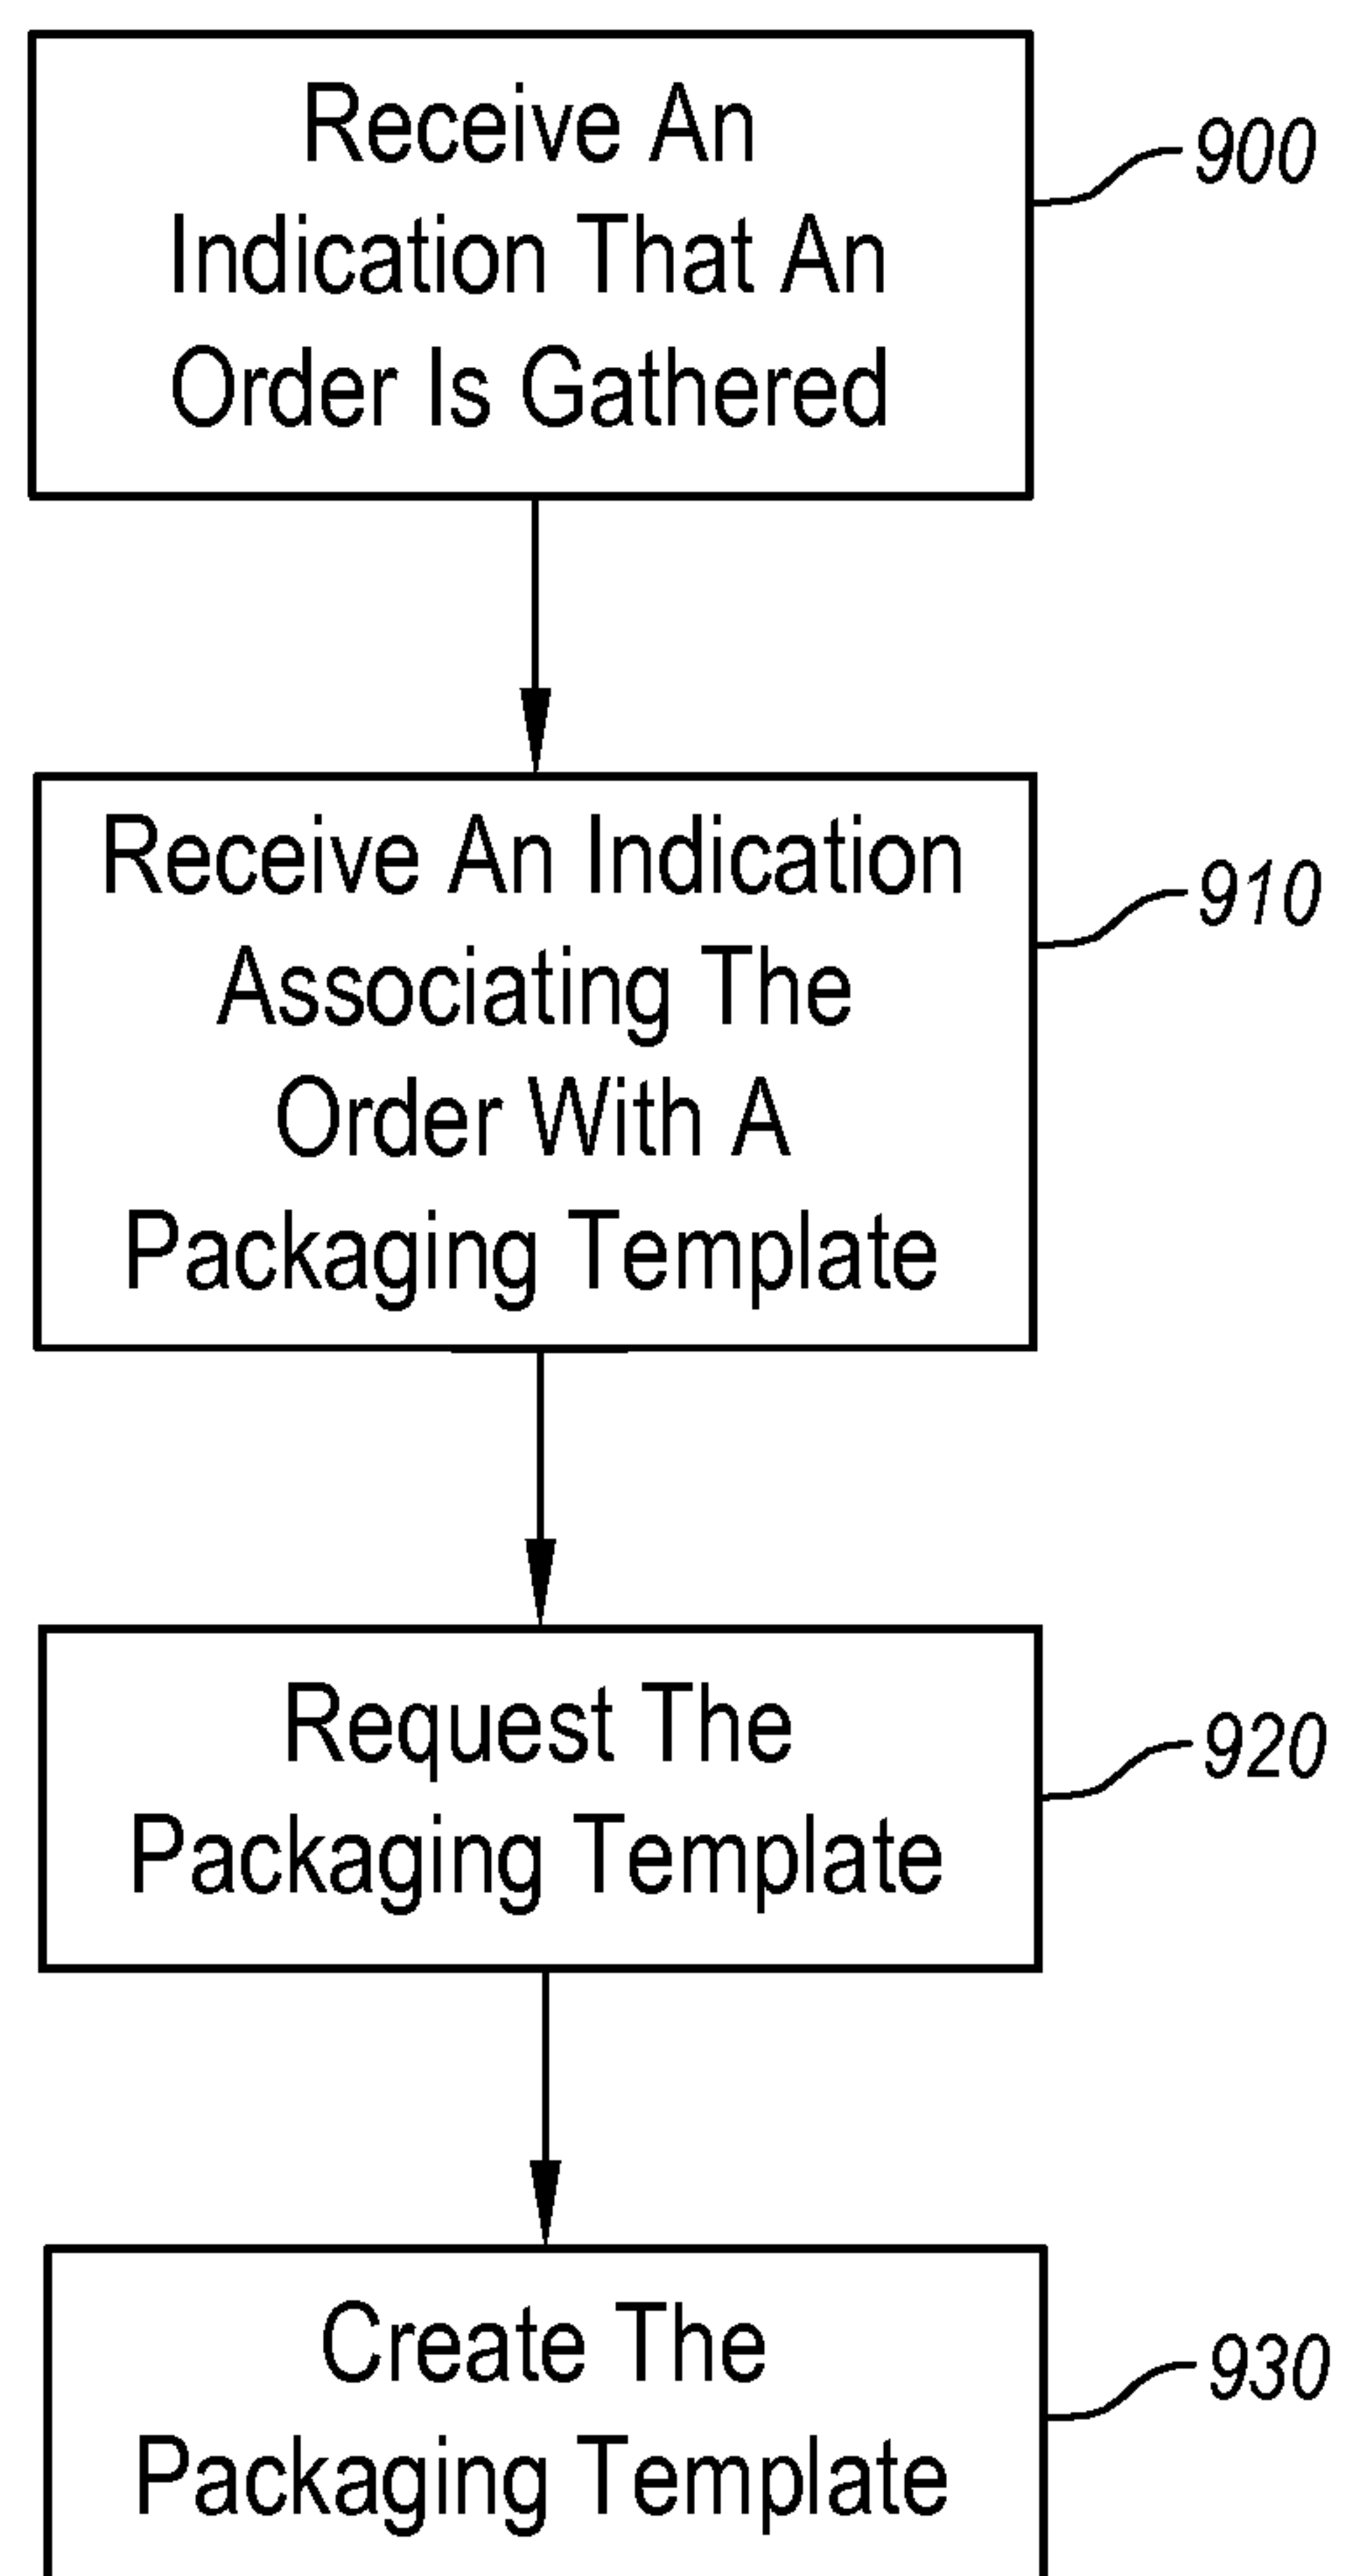 Receive An
Indication That An
Order Is Gathered
900
Receive An Indication
Associating The
Order With A
Packaging Template
910
Request The
Packaging Template
920
Create The
Packaging Template
930